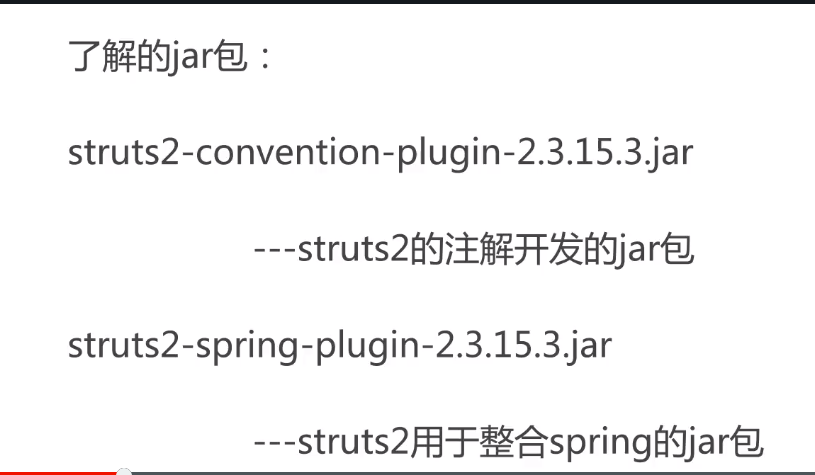 了解的jar包：
struts2-convention-plugin-2.3.15.3.jar
---struts2的注解开发的jar包
struts2-spring-plugin-2.3.15.3.jar
---struts2用于整合spring的jar包